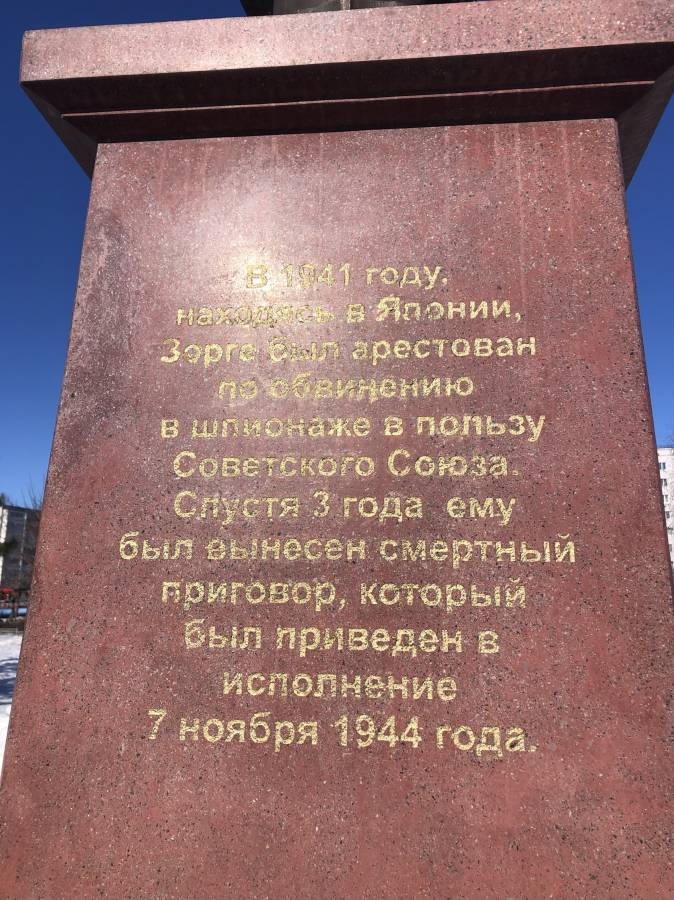 В 1941 году,
находясь в Японии,
Зорге был арестован
по обвинению
в шпионаже в пользу
Советского Союза.
Спустя 3 года ему
был вынесен смертный
приговор, который
был приведен в
исполнение
7 ноября 1944 года.